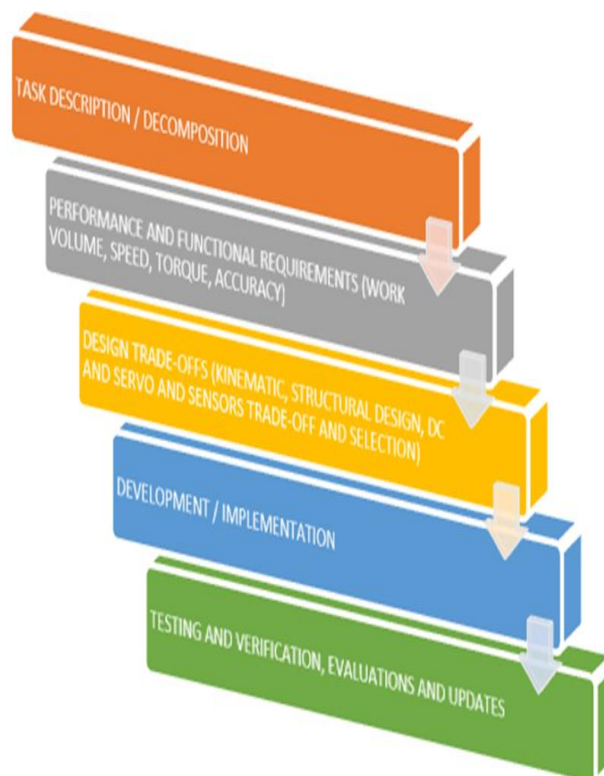 TASK DESCRIPTION / DECOMPOSITION
PERFORMANCE AND FUNCTIONAL REQUIREMENTS (WORK
VOLUME, SPEED, TORQUE, ACCURACY)
DESIGN TRADE-OFFS (KINEMATIC, STRUCTURAL DESIGN, DC
AND SERVO AND SENSORS TRADE-OFF AND SELECTION)
DEVELOPMENT / IMPLEMENTATION
TESTING AND VERIFICATION, EVALUATIONS AND UPDATES